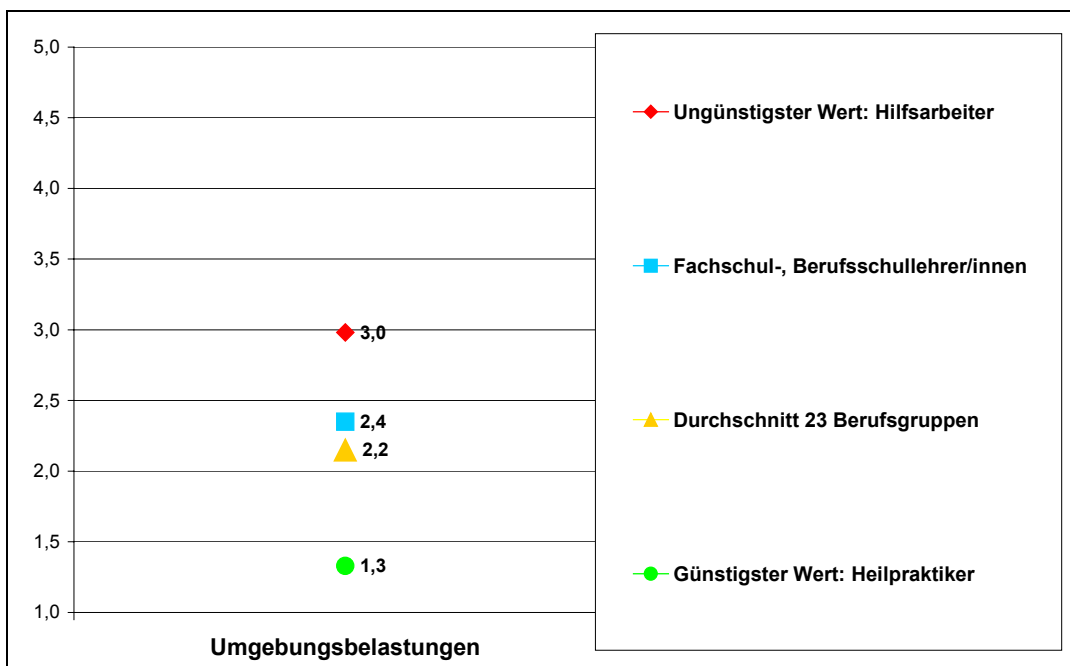 5,0
4,5
4,0
3,5
3,0
2,5
2,0
1,5
1,0
3,0
2,4
2,2
1,3
Umgebungsbelastungen
Ungünstigster Wert: Hilfsarbeiter
Fachschul-, Berufsschullehrer/innen
Durchschnitt 23 Berufsgruppen
Günstigster Wert: Heilpraktiker